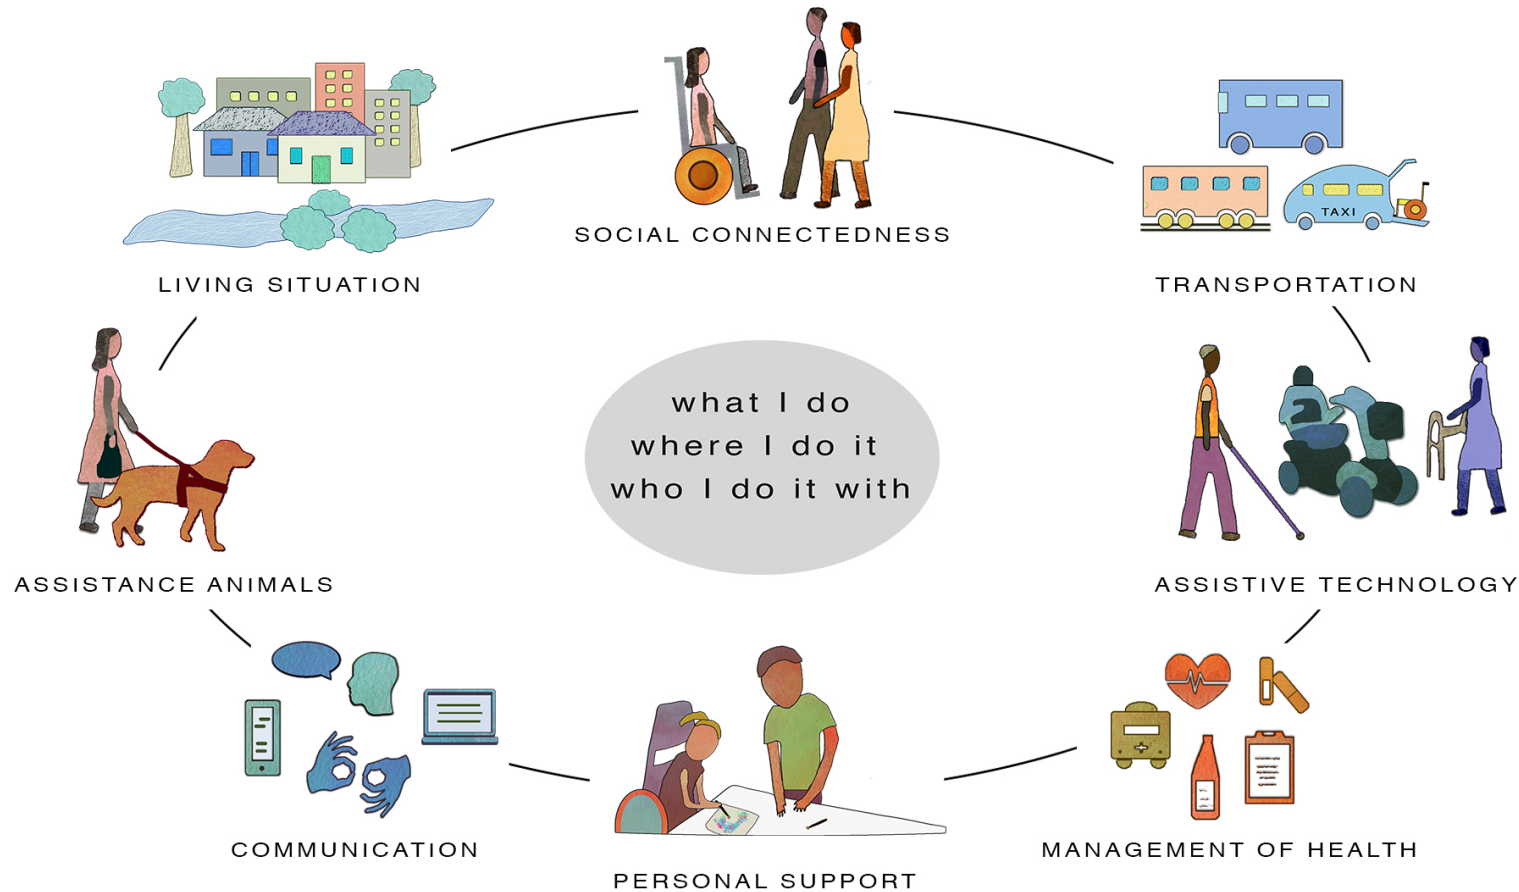 SOCIAL CONNECTEDNESS
LIVING SITUATION
TAXI
TRANSPORTATION
what I do
where I do it
who I do it with
ASSISTANCE ANIMALS
ASSISTIVE TECHNOLOGY
COMMUNICATION
PERSONAL SUPPORT
MANAGEMENT OF HEALTH